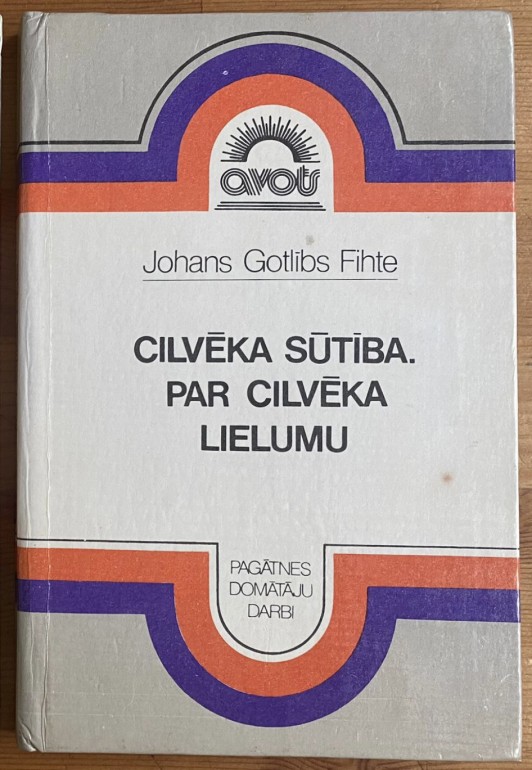 avots
Johans Gotlībs Fihte
CILVĒKA SŪTĪBA.
PAR CILVĒKA
LIELUMU
PAGĀTNES
DOMĀTĀJU
DARBI